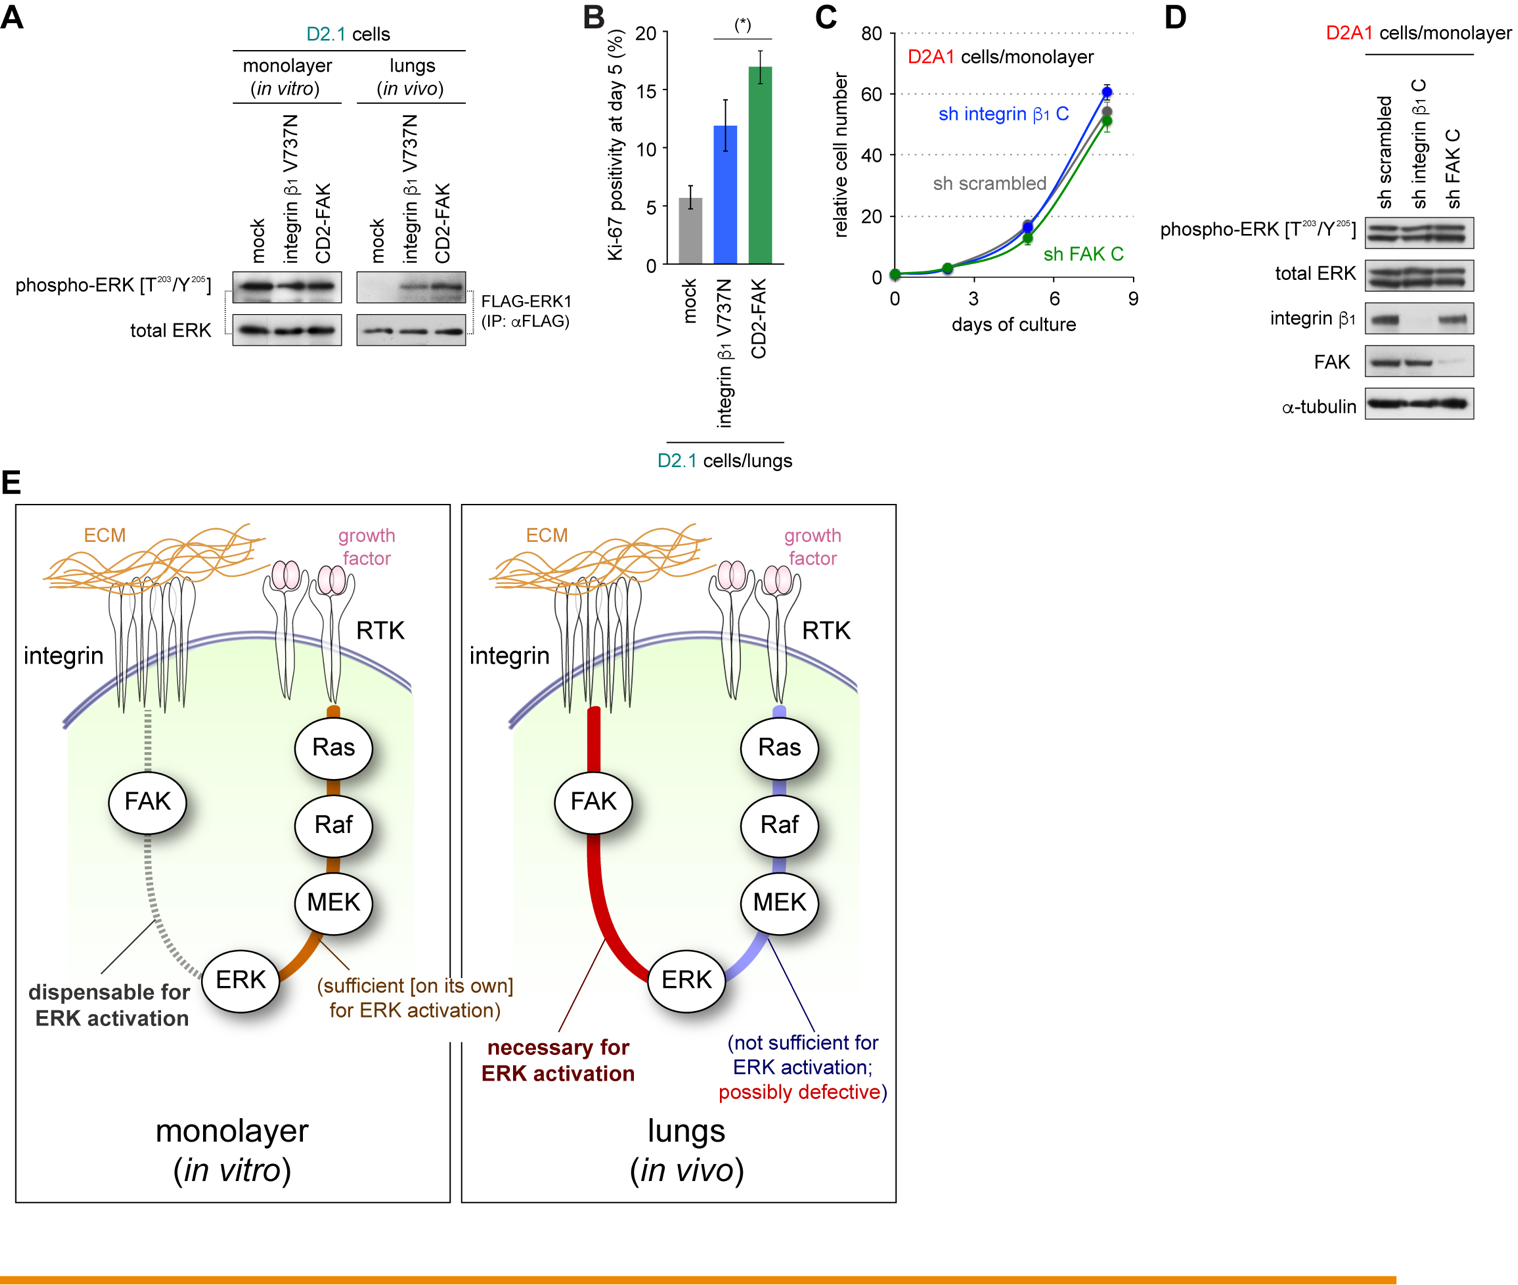 A
D2.1 cells
monolayer
(in vitro)
lungs
(in vivo)
mock
integrin β1 V737N
CD2-FAK
mock
integrin β1 V737N
CD2-FAK
phospho-ERK [T203/Y205]
total ERK
FLAG-ERK1
(IP: αFLAG)
B
(*)
Ki-67 positivity at day 5 (%)
20
15
10
5
0
mock
integrin β1 V737N
CD2-FAK
D2.1 cells/lungs
C
D2A1 cells/monolayer
relative cell number
80
60
40
20
0
sh integrin β1 C
sh scrambled
sh FAK C
0
3
6
9
days of culture
D
D2A1 cells/monolayer
sh scrambled
sh integrin β1 C
sh FAK C
phospho-ERK [T203/Y205]
total ERK
integrin β1
FAK
α-tubulin
E
ECM
growth
factor
RTK
integrin
Ras
FAK
Raf
MEK
ERK
dispensable for
ERK activation
(sufficient [on its own]
for ERK activation)
monolayer
(in vitro)
ECM
growth
factor
RTK
integrin
Ras
FAK
Raf
MEK
ERK
necessary for
ERK activation
(not sufficient for
ERK activation;
possibly defective)
lungs
(in vivo)